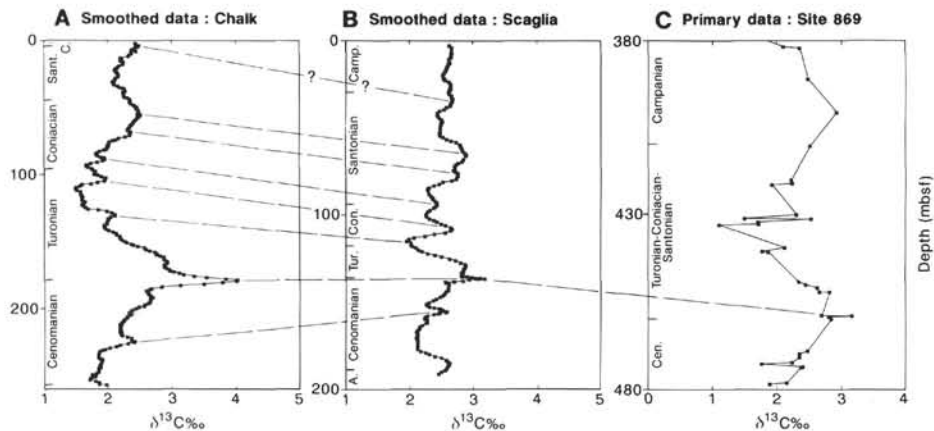 A Smoothed data : Chalk
0
100
200
Sant.
C.
Coniacian
Turonian
Cenomanian
1 2 3 4 5
δ13C‰
B Smoothed data : Scaglia
0
100
200
Camp.
Santonian
Con.
Tur.
Cenomanian
A.
1 2 3 4 5
δ13C‰
?
?
C Primary data : Site 869
380
430
480
Campanian
Turonian-Coniacian-
Santonian
Cen.
0 1 2 3 4
δ13C‰
Depth (mbsf)